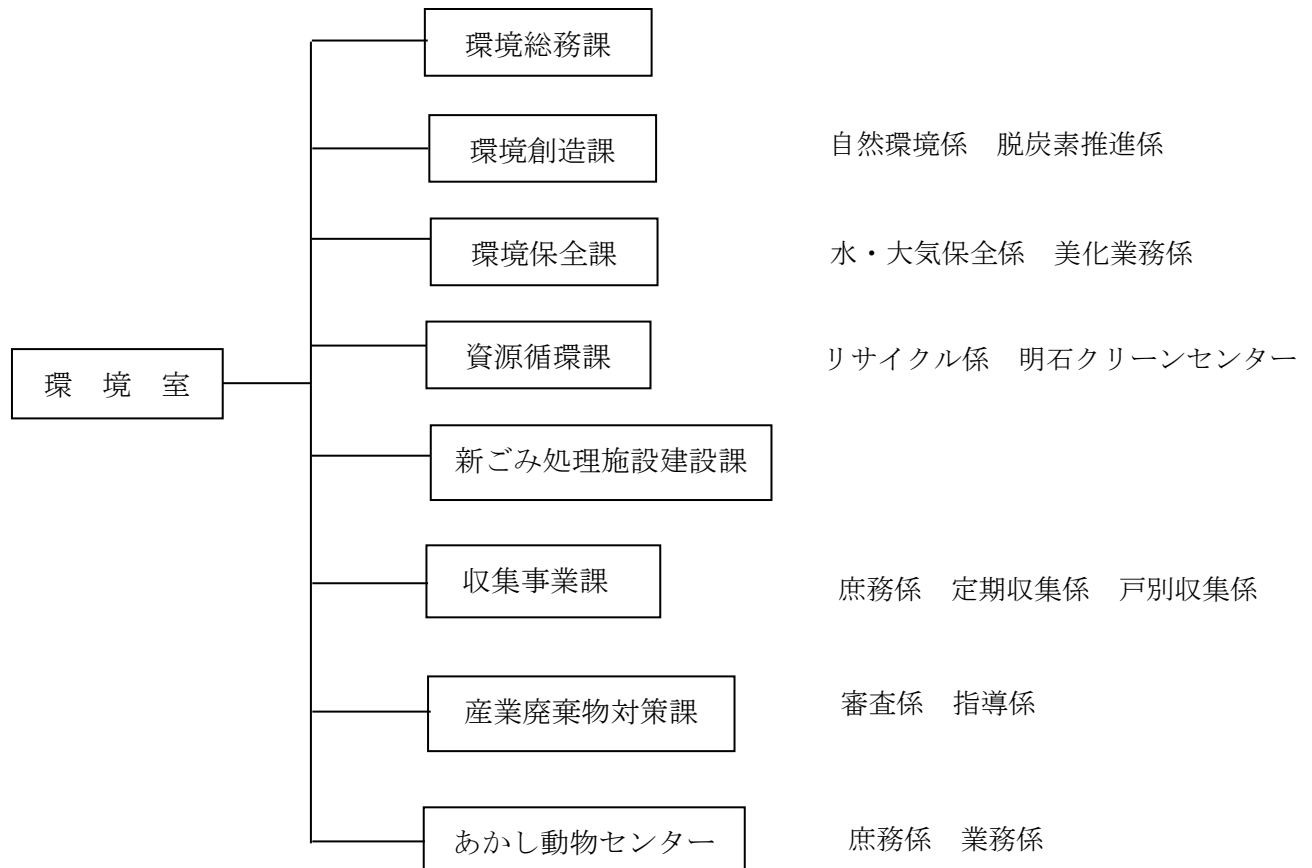 環境総務課
環境創造課 自然環境係 脱炭素推進係
環境保全課 水・大気保全係 美化業務係
資源循環課 リサイクル係 明石クリーンセンター
環 境 室
新ごみ処理施設建設課
収集事業課 庶務係 定期収集係 戸別収集係
産業廃棄物対策課 審査係 指導係
あかし動物センター 庶務係 業務係